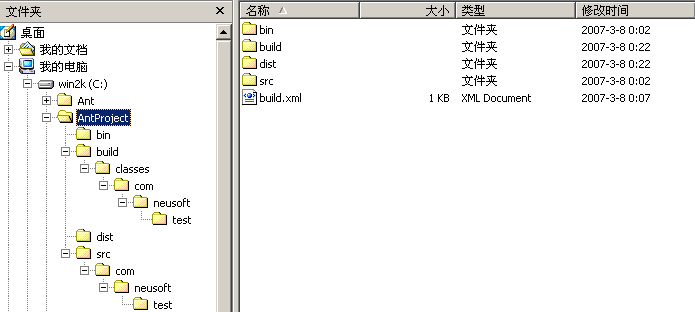 文件夹
桌面
我的文档
我的电脑
win2k (C:)
Ant
AntProject
bin
build
classes
com
neusoft
test
dist
src
com
neusoft
test
名称 大小 类型 修改时间
bin 文件夹 2007-3-8 0:02
build 文件夹 2007-3-8 0:22
dist 文件夹 2007-3-8 0:22
src 文件夹 2007-3-8 0:02
build.xml 1 KB XML Document 2007-3-8 0:07